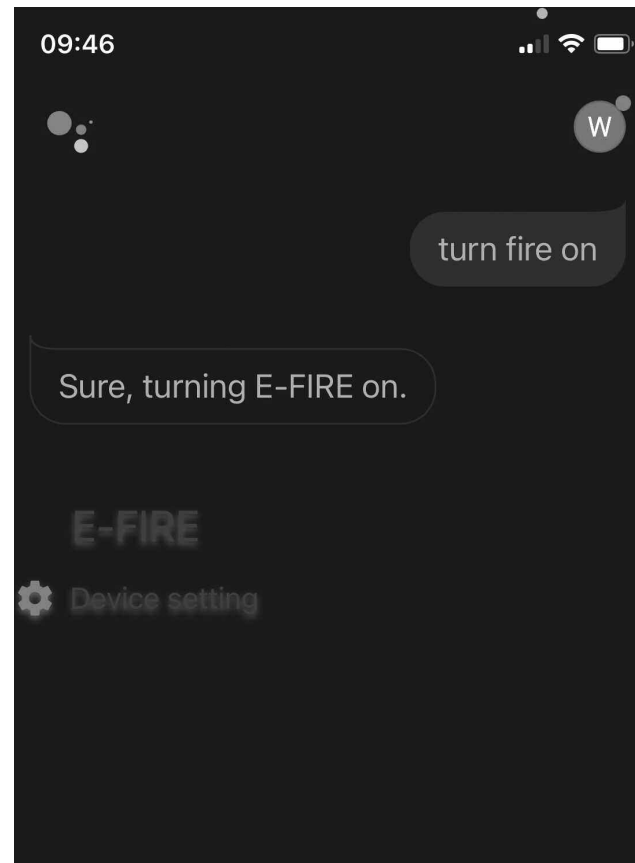 09:46
W
turn fire on
Sure, turning E-FIRE on.
E-FIRE
Device setting